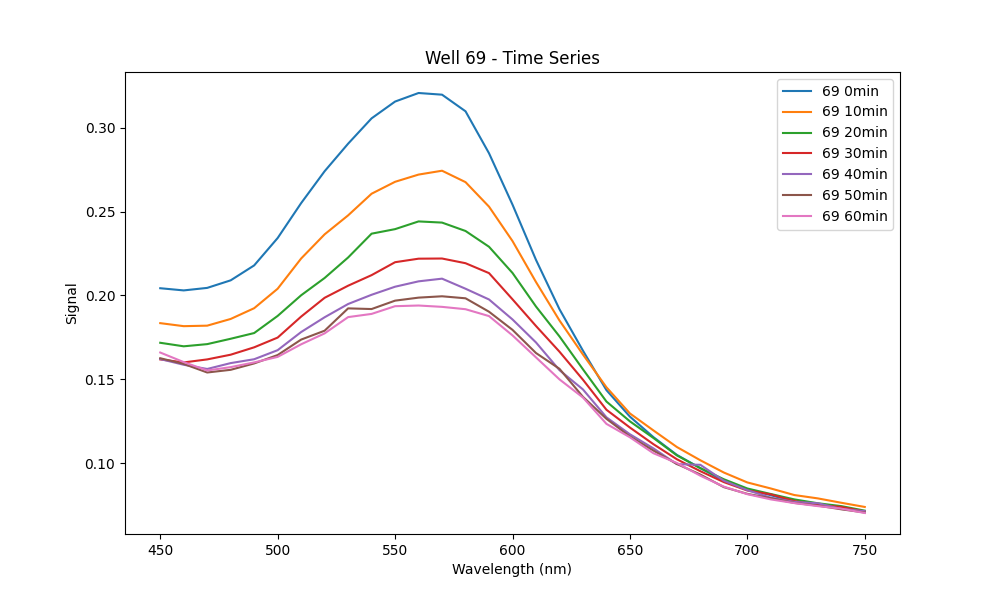 Well 69 - Time Series
69 0min
69 10min
69 20min
69 30min
69 40min
69 50min
69 60min
Signal
0.30
0.25
0.20
0.15
0.10
450 500 550 600 650 700 750
Wavelength (nm)